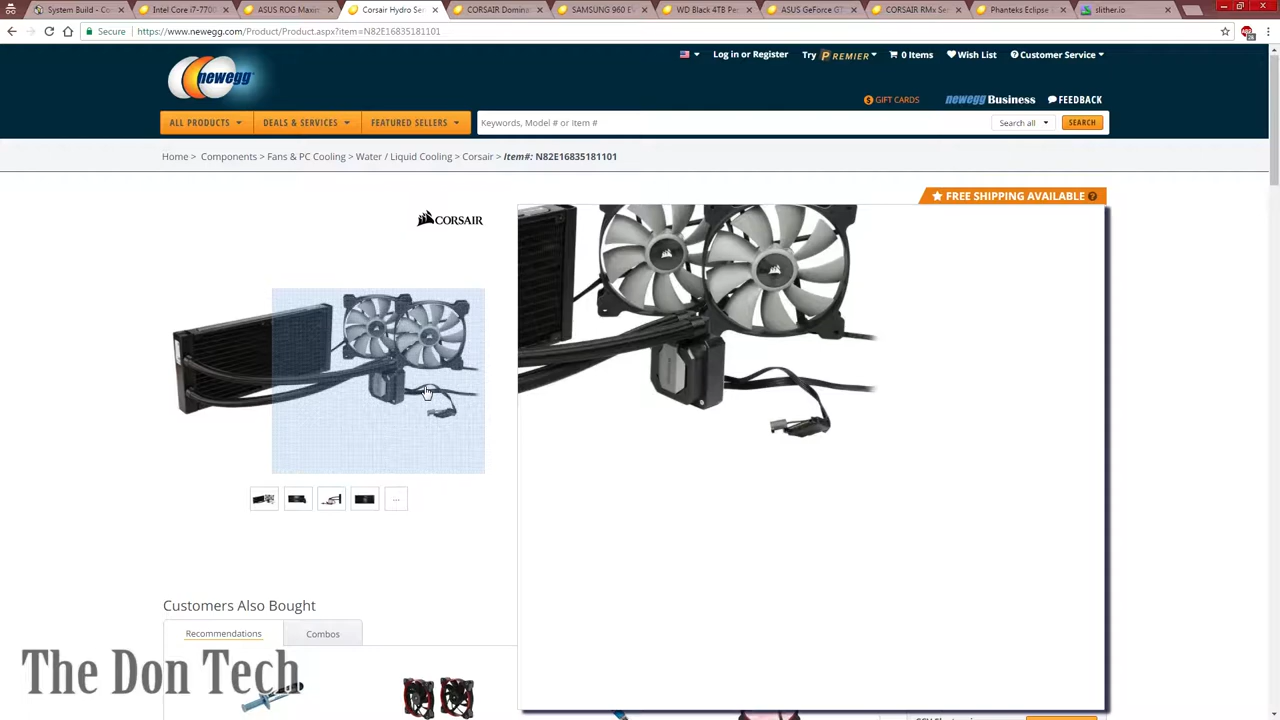 System Build - Co
Intel Core i7-7700
ASUS ROG Maxim
Corsair Hydro Ser
CORSAIR Domina
SAMSUNG 960 EV
WD Black 4TB Pe
ASUS GeForce GT
CORSAIR RMx Se
Phanteks Eclipse
slither.io
Secure
https://www.newegg.com/Product/Product.aspx?item=N82E16835181101
newegg
Log in or Register
Try PREMIER
0 Items
Wish List
Customer Service
GIFT CARDS
newegg Business
FEEDBACK
ALL PRODUCTS
DEALS & SERVICES
FEATURED SELLERS
Keywords, Model # or Item #
Search all
SEARCH
Home > Components > Fans & PC Cooling > Water / Liquid Cooling > Corsair > Item#: N82E16835181101
FREE SHIPPING AVAILABLE ?
CORSAIR
...
Customers Also Bought
Recommendations
Combos
The Don Tech